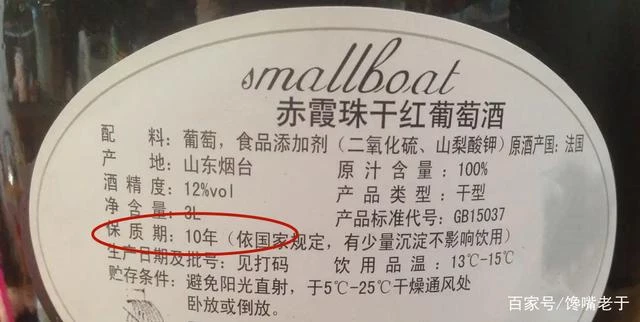 smallboat
赤霞珠干红葡萄酒
配料:葡萄,食品添加剂(二氧化硫、山梨酸钾)原酒产国:法国
产地:山东烟台 原汁含量:100%
酒精度:12%vol 产品类型:干型
净含量:3L 产品标准代号:GB15037
保质期:10年(依国家规定,有少量沉淀不影响饮用)
生产日期及批号:见打码 饮用品温:13℃-15℃
贮存条件:避免阳光直射,于5℃-25℃干燥通风处
卧放或倒放。
百家号/馋嘴老于